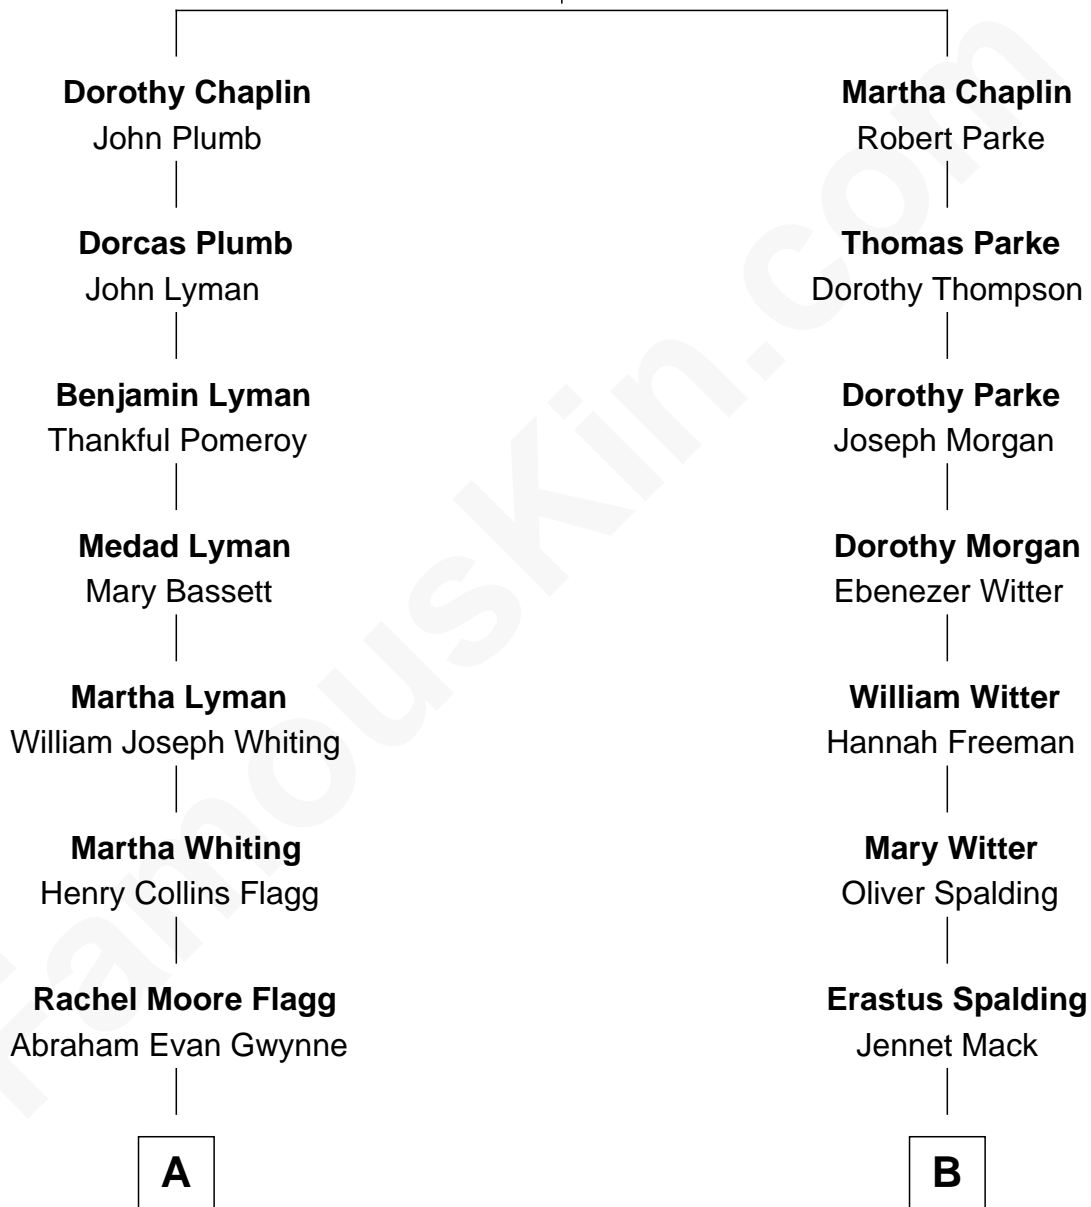 Dorothy Chaplin
John Plumb
Dorcas Plumb
John Lyman
Benjamin Lyman
Thankful Pomeroy
Medad Lyman
Mary Bassett
Martha Lyman
William Joseph Whiting
Martha Whiting
Henry Collins Flagg
Rachel Moore Flagg
Abraham Evan Gwynne
A
Martha Chaplin
Robert Parke
Thomas Parke
Dorothy Thompson
Dorothy Parke
Joseph Morgan
Dorothy Morgan
Ebenezer Witter
William Witter
Hannah Freeman
Mary Witter
Oliver Spalding
Erastus Spalding
Jennet Mack
B
FamousKin.com